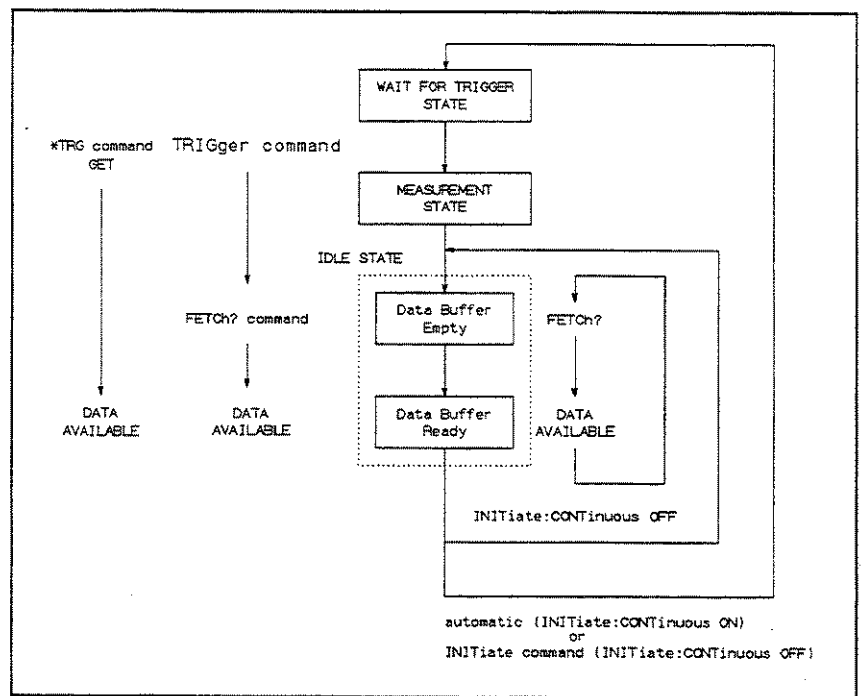 WAIT FOR TRIGGER
STATE
*TRG command
GET
TRIGger command
MEASUREMENT
STATE
IDLE STATE
Data Buffer
Empty
FETCh? command
FETCh?
Data Buffer
Ready
DATA
AVAILABLE
DATA
AVAILABLE
DATA
AVAILABLE
INITiate:CONTinuous OFF
automatic (INITiate:CONTinuous ON)
or
INITiate command (INITiate:CONTinuous OFF)